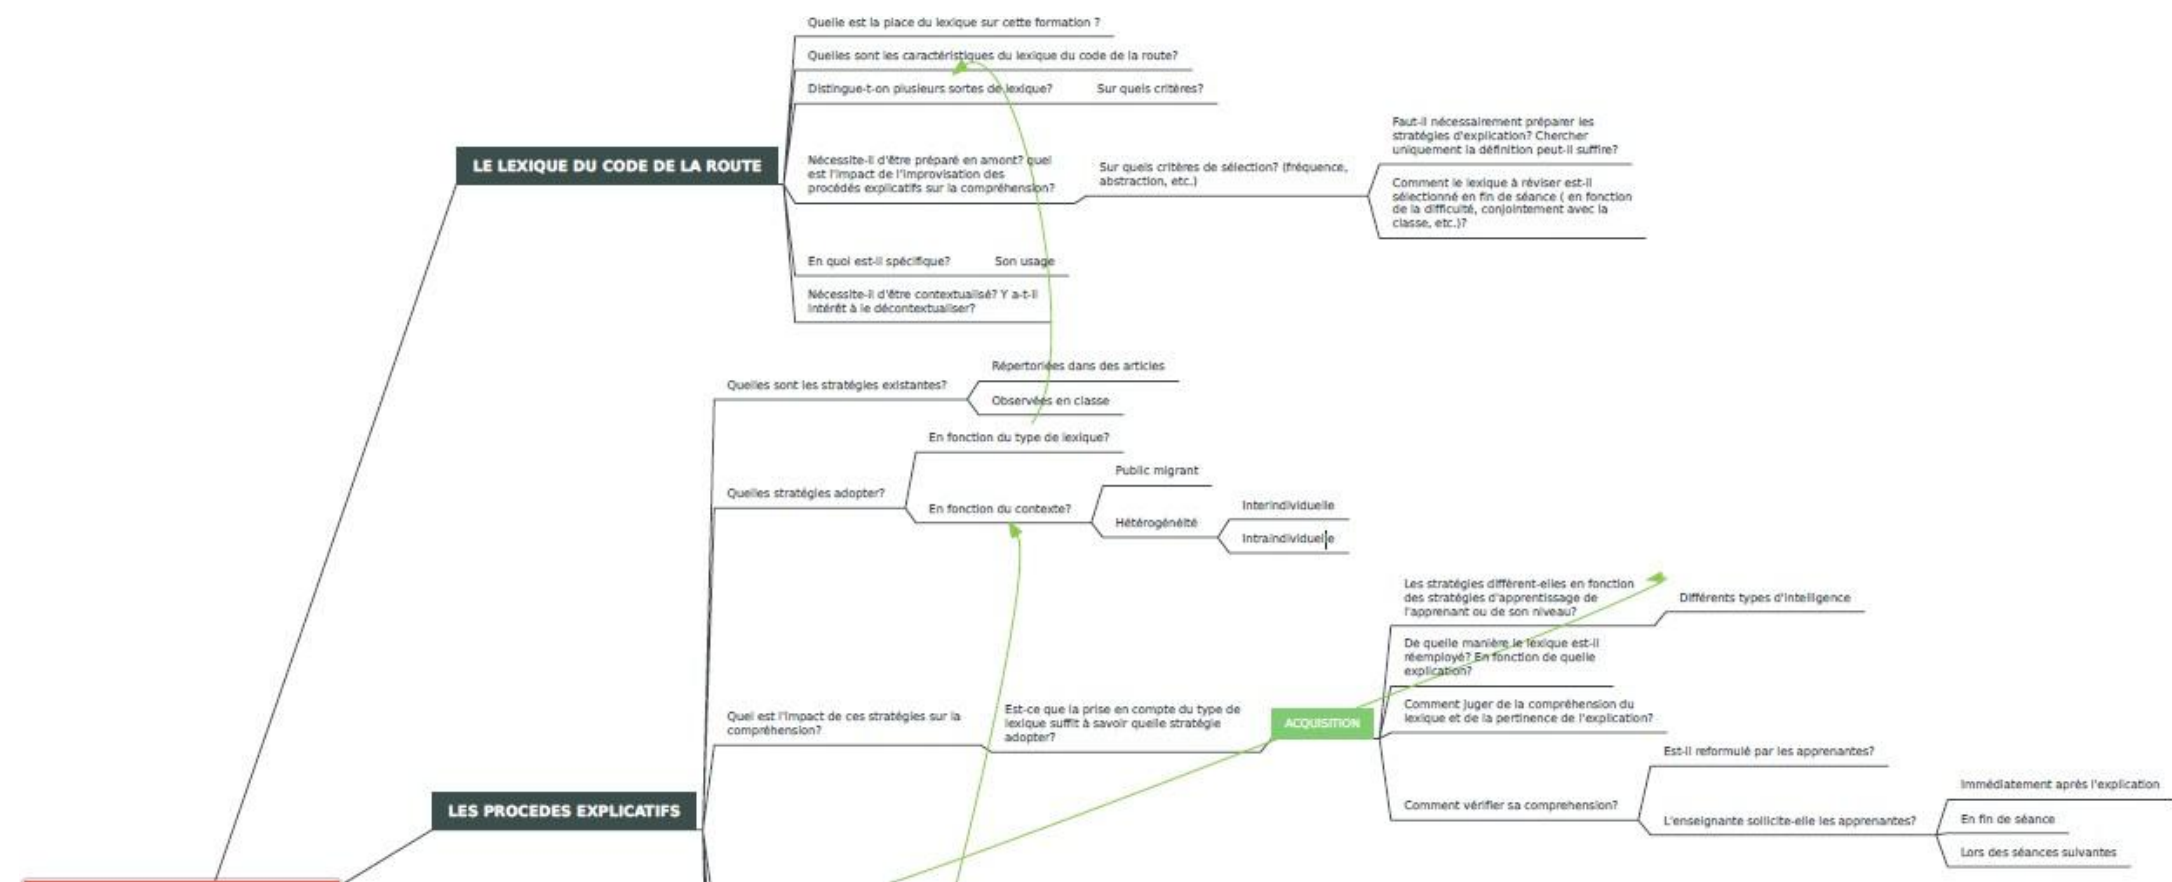 Quelle est la place du lexique sur cette formation ?
Quelles sont les caractéristiques du lexique du code de la route?
Distingue-t-on plusieurs sortes de lexique?
Sur quels critères?
LE LEXIQUE DU CODE DE LA ROUTE
Nécessite-il d'être préparé en amont? quel
est l'impact de l'improvisation des
procédés explicatifs sur la compréhension?
Sur quels critères de sélection? (fréquence,
abstraction, etc.)
Faut-il nécessairement préparer les
stratégies d'explication? Chercher
uniquement la définition peut-il suffire?
Comment le lexique à réviser est-il
sélectionné en fin de séance ( en fonction
de la difficulté, conjointement avec la
classe, etc.)?
En quoi est-il spécifique?
Son usage
Nécessite-il d'être contextualisé? Y a-t-il
intérêt à le décontextualiser?
Quelles sont les stratégies existantes?
Répertoriées dans des articles
Observées en classe
Quelles stratégies adopter?
En fonction du type de lexique?
En fonction du contexte?
Public migrant
Hétérogénéité
Interindividuelle
Intraindividuelle
Quel est l'impact de ces stratégies sur la
compréhension?
Est-ce que la prise en compte du type de
lexique suffit à savoir quelle stratégie
adopter?
ACQUISITION
Les stratégies différent-elles en fonction
des stratégies d'apprentissage de
l'apprenant ou de son niveau?
Différents types d'intelligence
De quelle manière le lexique est-il
réemployé? En fonction de quelle
explication?
Comment juger de la compréhension du
lexique et de la pertinence de l'explication?
Comment vérifier sa comprehension?
Est-il reformulé par les apprenantes?
L'enseignante sollicite-elle les apprenantes?
Immédiatement après l'explication
En fin de séance
Lors des séances suivantes
LES PROCEDES EXPLICATIFS